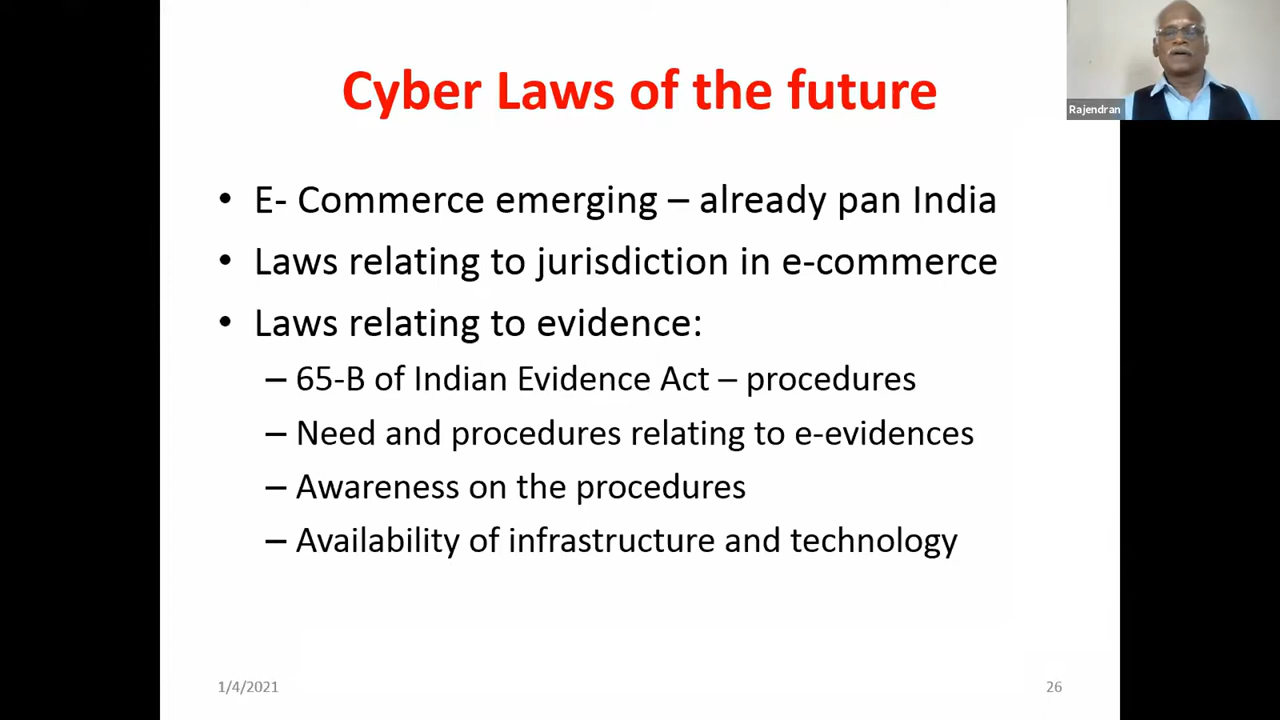 Cyber Laws of the future
Rajendran
• E- Commerce emerging – already pan India
• Laws relating to jurisdiction in e-commerce
• Laws relating to evidence:
– 65-B of Indian Evidence Act – procedures
– Need and procedures relating to e-evidences
– Awareness on the procedures
– Availability of infrastructure and technology
1/4/2021
26